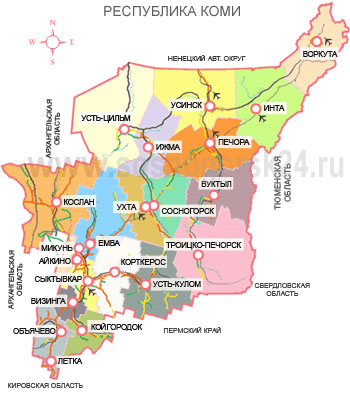 РЕСПУБЛИКА КОМИ
N
W
E
S
ВОРКУТА
НЕНЕЦКИЙ АВТ. ОКРУГ
АРХАНГЕЛЬСКАЯ
ОБЛАСТЬ
УСИНСК
ИНТА
УСТЬ-ЦИЛЬМ
ИЖМА
ПЕЧОРА
ТЮМЕНСКАЯ
ОБЛАСТЬ
ВУКТЫЛ
КОСЛАН
УХТА
СОСНОГОРСК
МИКУНЬ
ЕМВА
ТРОИЦКО-ПЕЧОРСК
АЙКИНО
КОРТКЕРОС
СЫКТЫВКАР
УСТЬ-КУЛОМ
АРХАНГЕЛЬСКАЯ
ОБЛАСТЬ
СВЕРДЛОВСКАЯ
ОБЛАСТЬ
ВИЗИНГА
ОБЪЯЧЕВО
КОЙГОРОДОК
ПЕРМСКИЙ КРАЙ
ЛЕТКА
КИРОВСКАЯ ОБЛАСТЬ